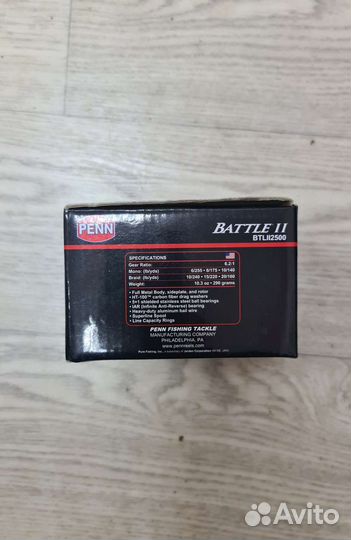 PENN
BATTLE II
BTLII2500
SPECIFICATIONS
Gear Ratio: 6.2:1
Mono: (lb/yds) 6/255 • 8/175 • 10/140
Braid: (lb/yds) 10/240 • 15/220 • 20/160
Weight: 10.3 oz • 290 grams
• Full Metal Body, sideplate, and rotor
• HT-100™ carbon fiber drag washers
• 5+1 shielded stainless steel ball bearings
• IAR (Infinite Anti-Reverse) bearing
• Heavy-duty aluminum bail wire
• Superline Spool
• Line Capacity Rings
PENN FISHING TACKLE
MANUFACTURING COMPANY
PHILADELPHIA, PA
www.pennreels.com
Avito